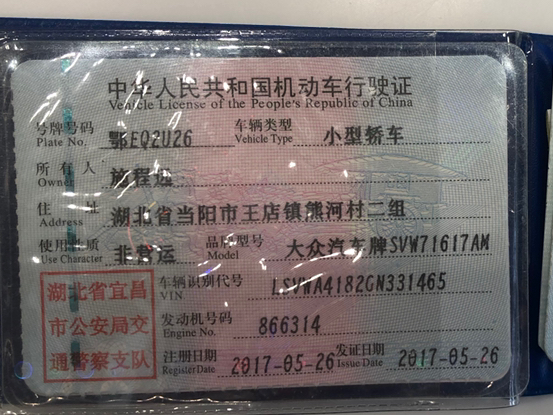 中华人民共和国机动车行驶证
Vehicle License of the People's Republic of China
号牌号码 鄂EQ2U26 车辆类型 小型轿车
Plate No. Vehicle Type
所有人
Owner
住址 湖北省当阳市王店镇熊河村二组
Address
使用性质 非营运 品牌型号 大众汽车牌SVW71617AM
Use Character Model
湖北省宜昌
市公安局交
通警察支队
车辆识别代号
VIN
发动机号码 866314
Engine No.
注册日期 2017-05-26 发证日期 2017-05-26
Register Date Issue Date